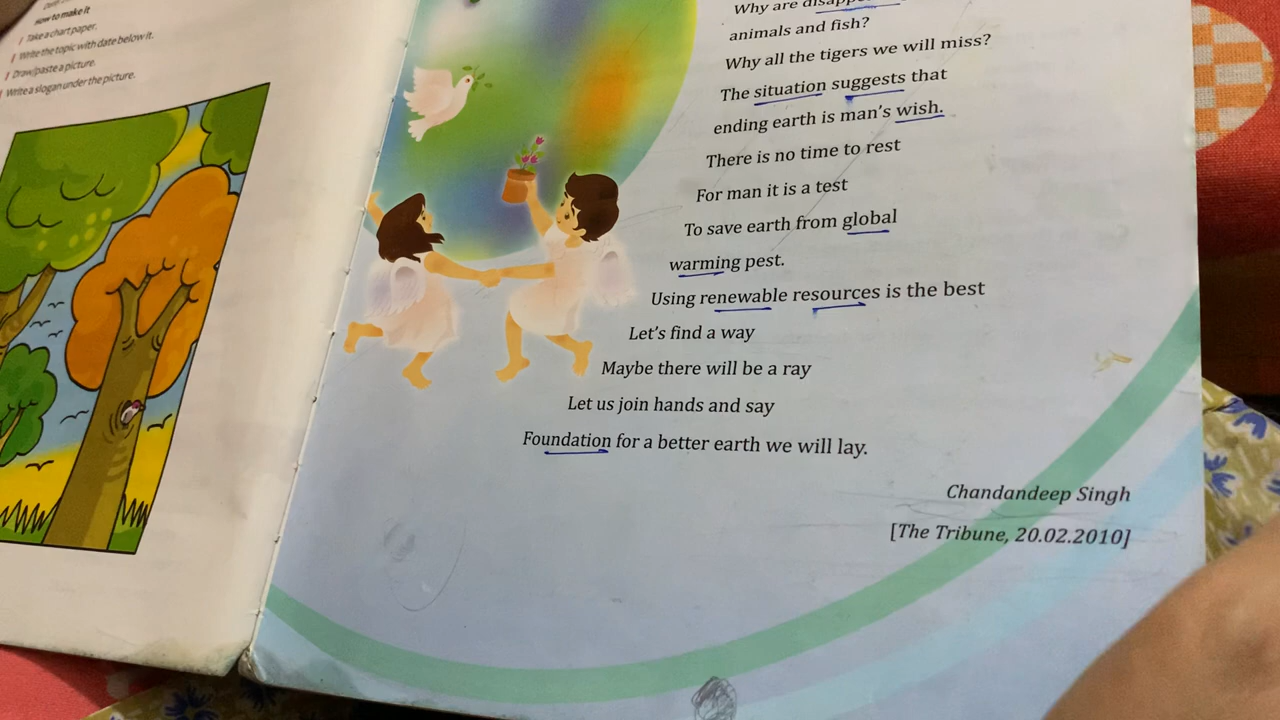 How to make it
Take a chart paper.
Write the topic with date below it.
Draw/paste a picture.
Write a slogan under the picture.
Why are
animals and fish?
Why all the tigers we will miss?
The situation suggests that
ending earth is man's wish.
There is no time to rest
For man it is a test
To save earth from global
warming pest.
Using renewable resources is the best
Let's find a way
Maybe there will be a ray
Let us join hands and say
Foundation for a better earth we will lay.
Chandandeep Singh
[The Tribune, 20.02.2010]